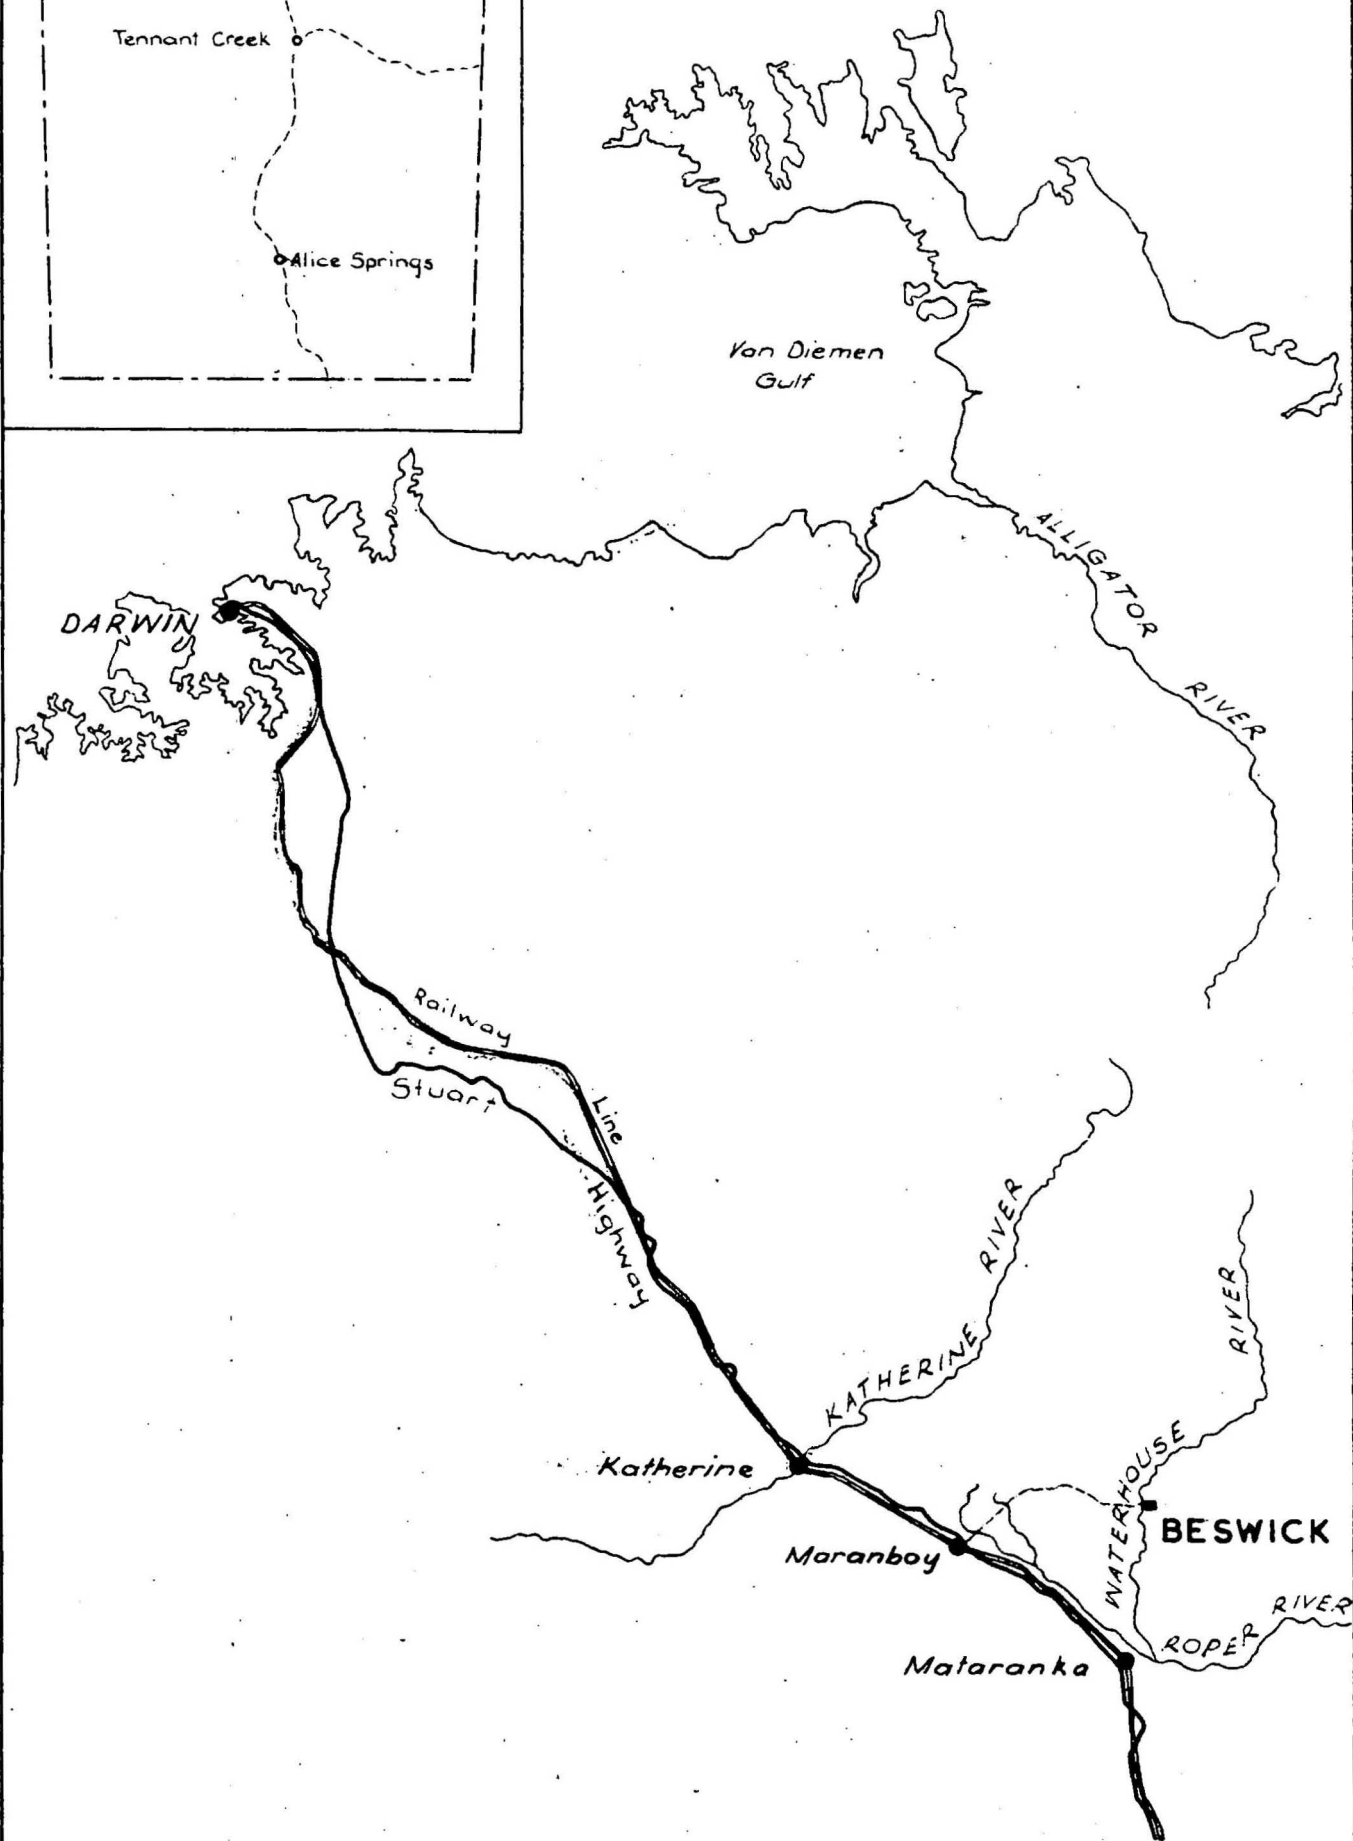 Tennant Creek
Alice Springs
Van Diemen
Gulf
ALLIGATOR
RIVER
DARWIN
Railway
Line
Stuart
Highway
KATHERINE
RIVER
WATERHOUSE
RIVER
Katherine
BESWICK
Maranboy
ROPER
RIVER
Mataranka